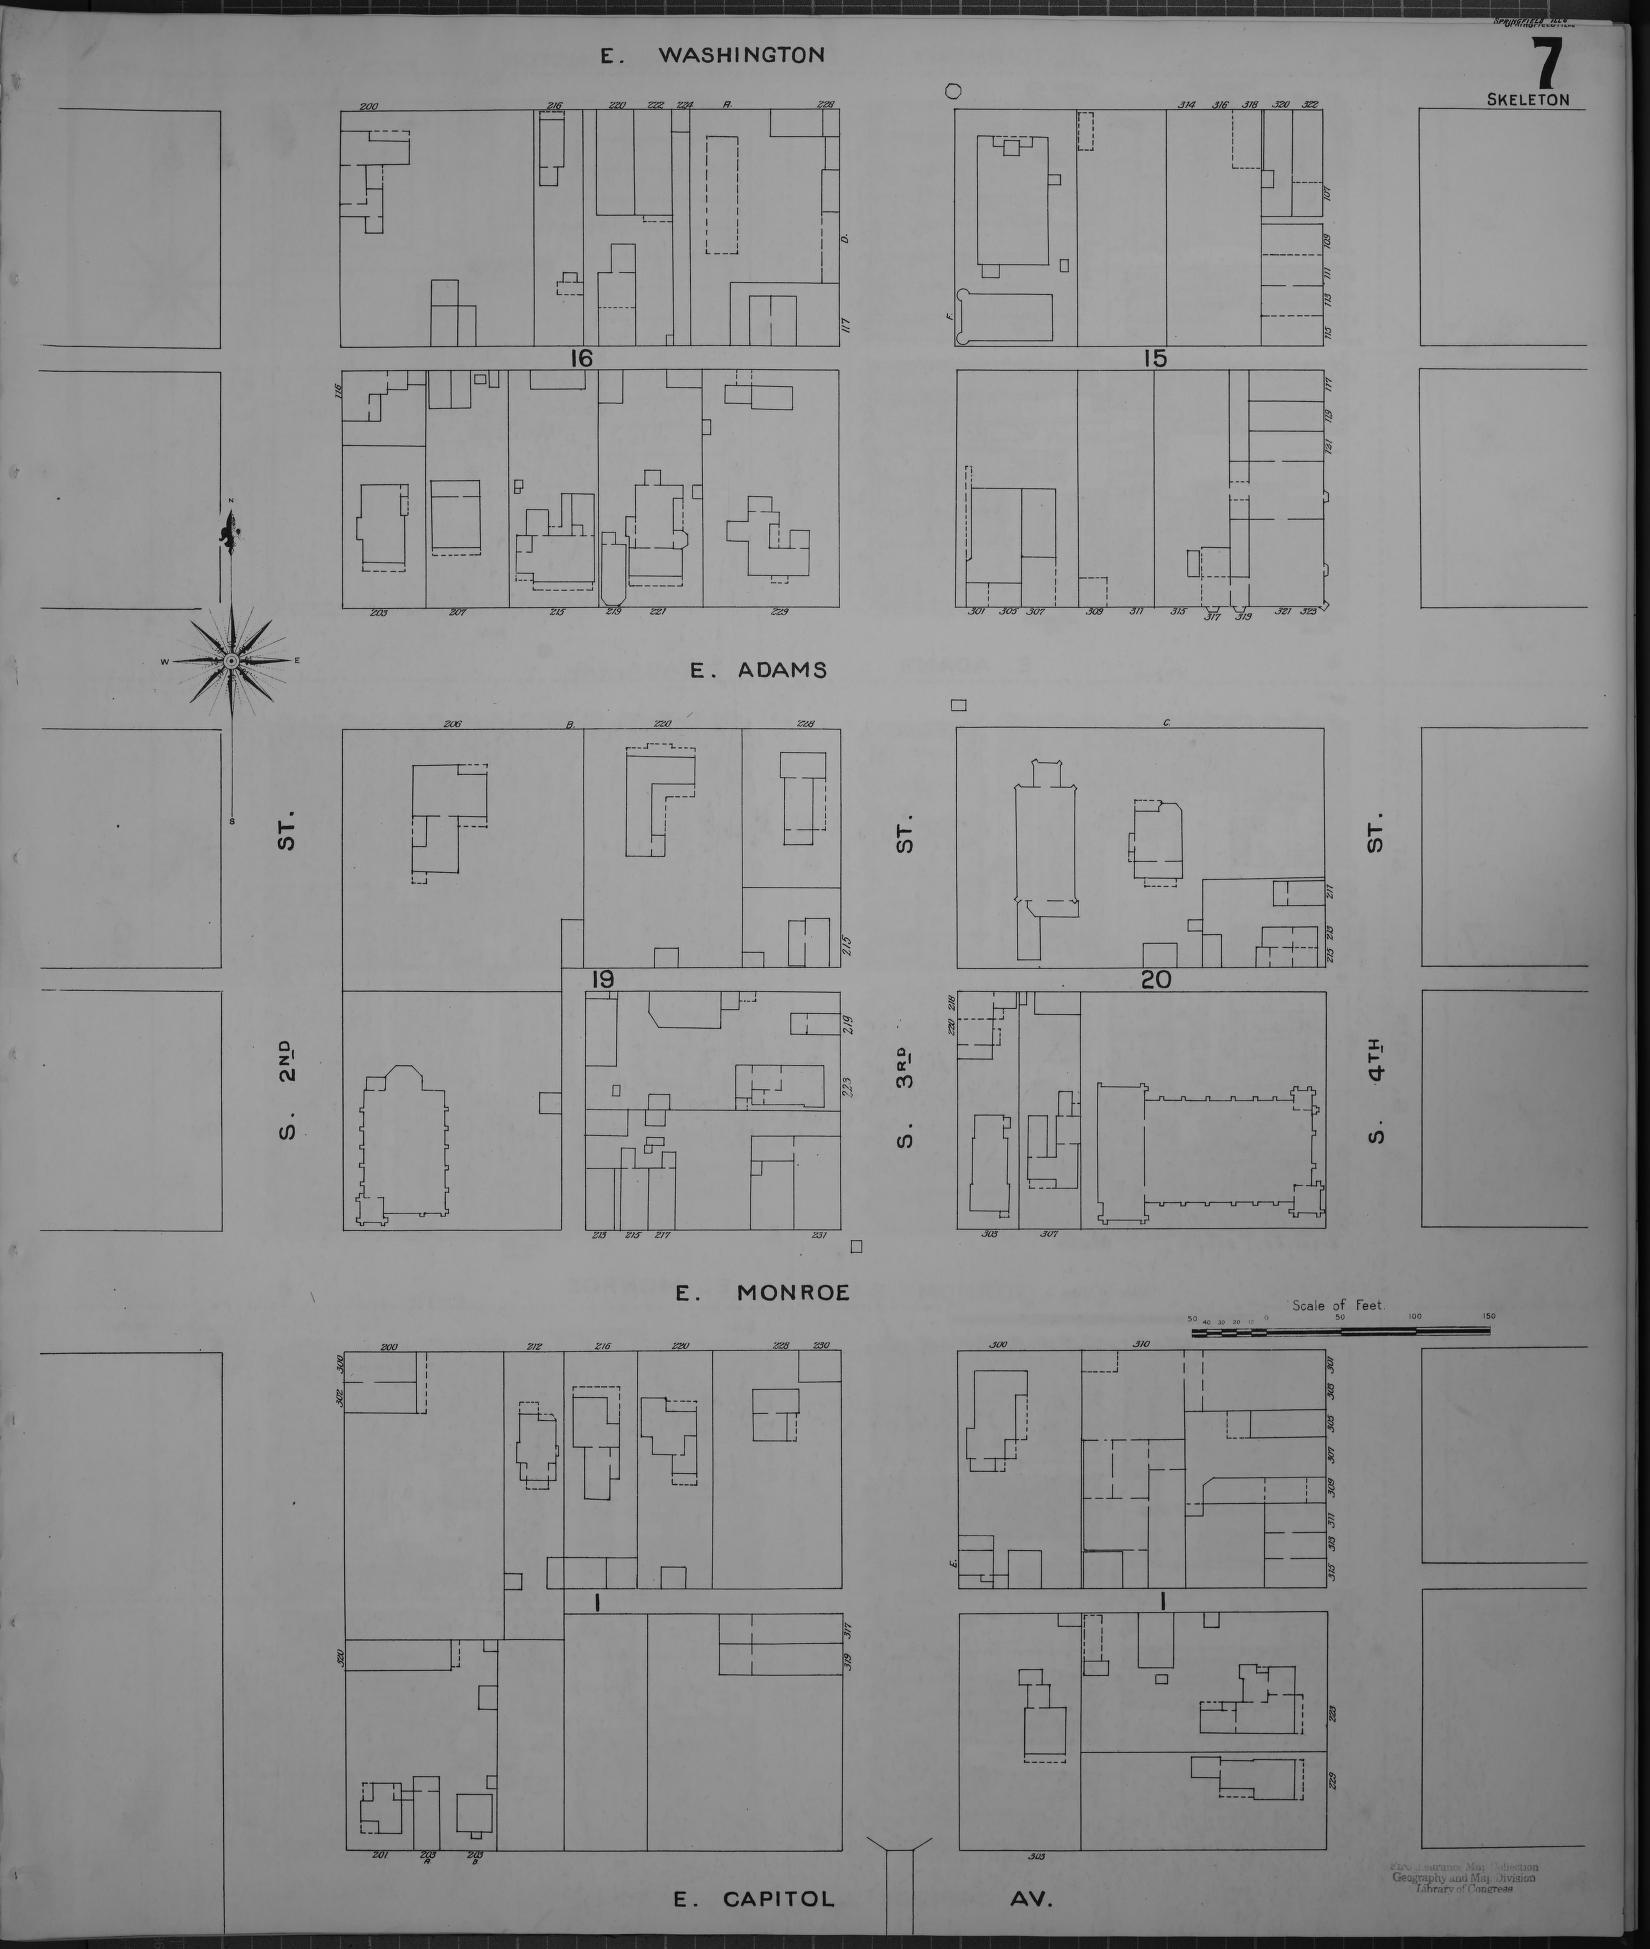 SPRINGFIELD ILLS
7
SKELETON
E. WASHINGTON
200 216 220 222 224 A. 228
314 316 318 320 322
107
109
111
113
115
D.
117
F.
16
15
116
117
119
121
N
203 207 215 219 221 229
301 305 307 309 311 315 317 319 321 323
W E
S
E. ADAMS
206 B. 220 228
C.
ST.
ST.
ST.
215
217
213
215
19
20
219
223
218
220
S. 2ND
S. 3RD
S. 4TH
213 215 217 231
303 307
E. MONROE
Scale of Feet.
50 40 30 20 10 0 50 100 150
200 212 216 220 228 230
300 310
300
302
301
303
305
307
309
311
313
315
E.
1
1
320
317
319
223
229
201 203 A 203 B
303
E. CAPITOL AV.
Fire Insurance Map Collection
Geography and Map Division
Library of Congress